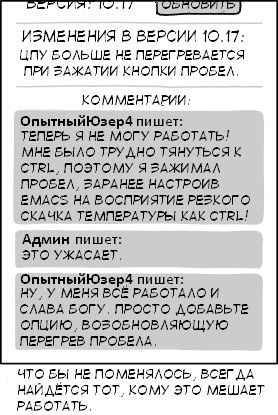 ВЕРСИЯ: 10.17 ОБНОВИТЬ
ИЗМЕНЕНИЯ В ВЕРСИИ 10.17:
ЦПУ БОЛЬШЕ НЕ ПЕРЕГРЕВАЕТСЯ
ПРИ ЗАЖАТИИ КНОПКИ ПРОБЕЛ.
КОММЕНТАРИИ:
ОпытныйЮзер4 пишет:
ТЕПЕРЬ Я НЕ МОГУ РАБОТАТЬ!
МНЕ БЫЛО ТРУДНО ТЯНУТЬСЯ К
CTRL, ПОЭТОМУ Я ЗАЖИМАЛ
ПРОБЕЛ, ЗАРАНЕЕ НАСТРОИВ
EMACS НА ВОСПРИЯТИЕ РЕЗКОГО
СКАЧКА ТЕМПЕРАТУРЫ КАК CTRL!
Админ пишет:
ЭТО УЖАСАЕТ.
ОпытныйЮзер4 пишет:
НУ, У МЕНЯ ВСЁ РАБОТАЛО И
СЛАВА БОГУ. ПРОСТО ДОБАВЬТЕ
ОПЦИЮ, ВОЗОБНОВЛЯЮЩУЮ
ПЕРЕГРЕВ ПРОБЕЛА.
ЧТО БЫ НЕ ПОМЕНЯЛОСЬ, ВСЕГДА
НАЙДЁТСЯ ТОТ, КОМУ ЭТО МЕШАЕТ
РАБОТАТЬ.